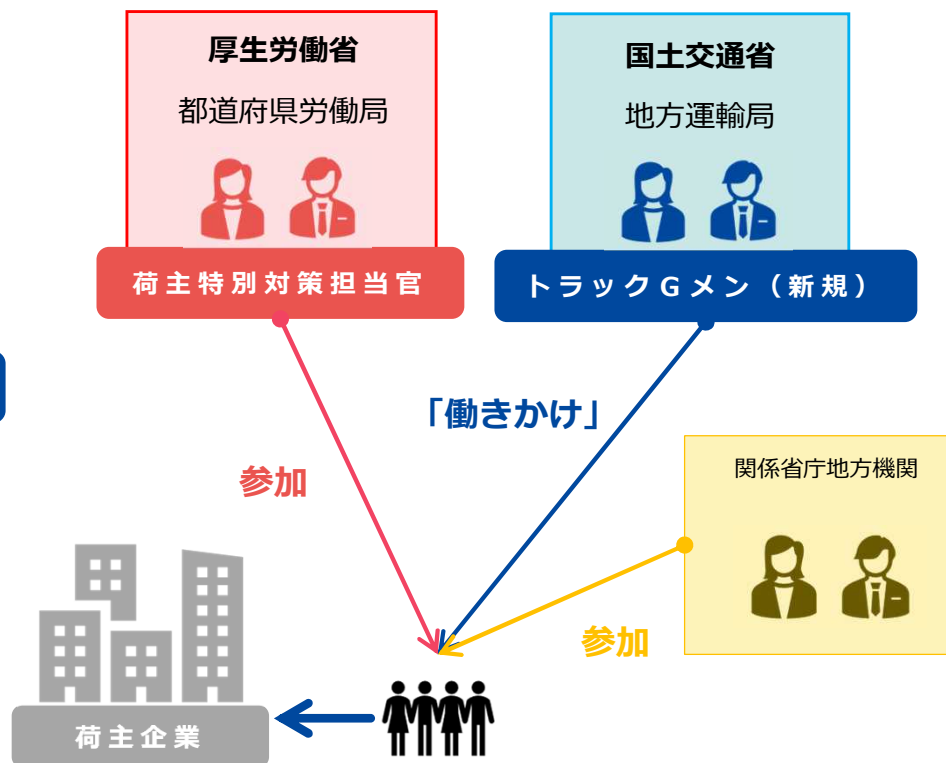 厚生労働省
都道府県労働局
荷主特別対策担当官
国土交通省
地方運輸局
トラックGメン（新規）
「働きかけ」
参加
関係省庁地方機関
参加
荷主企業